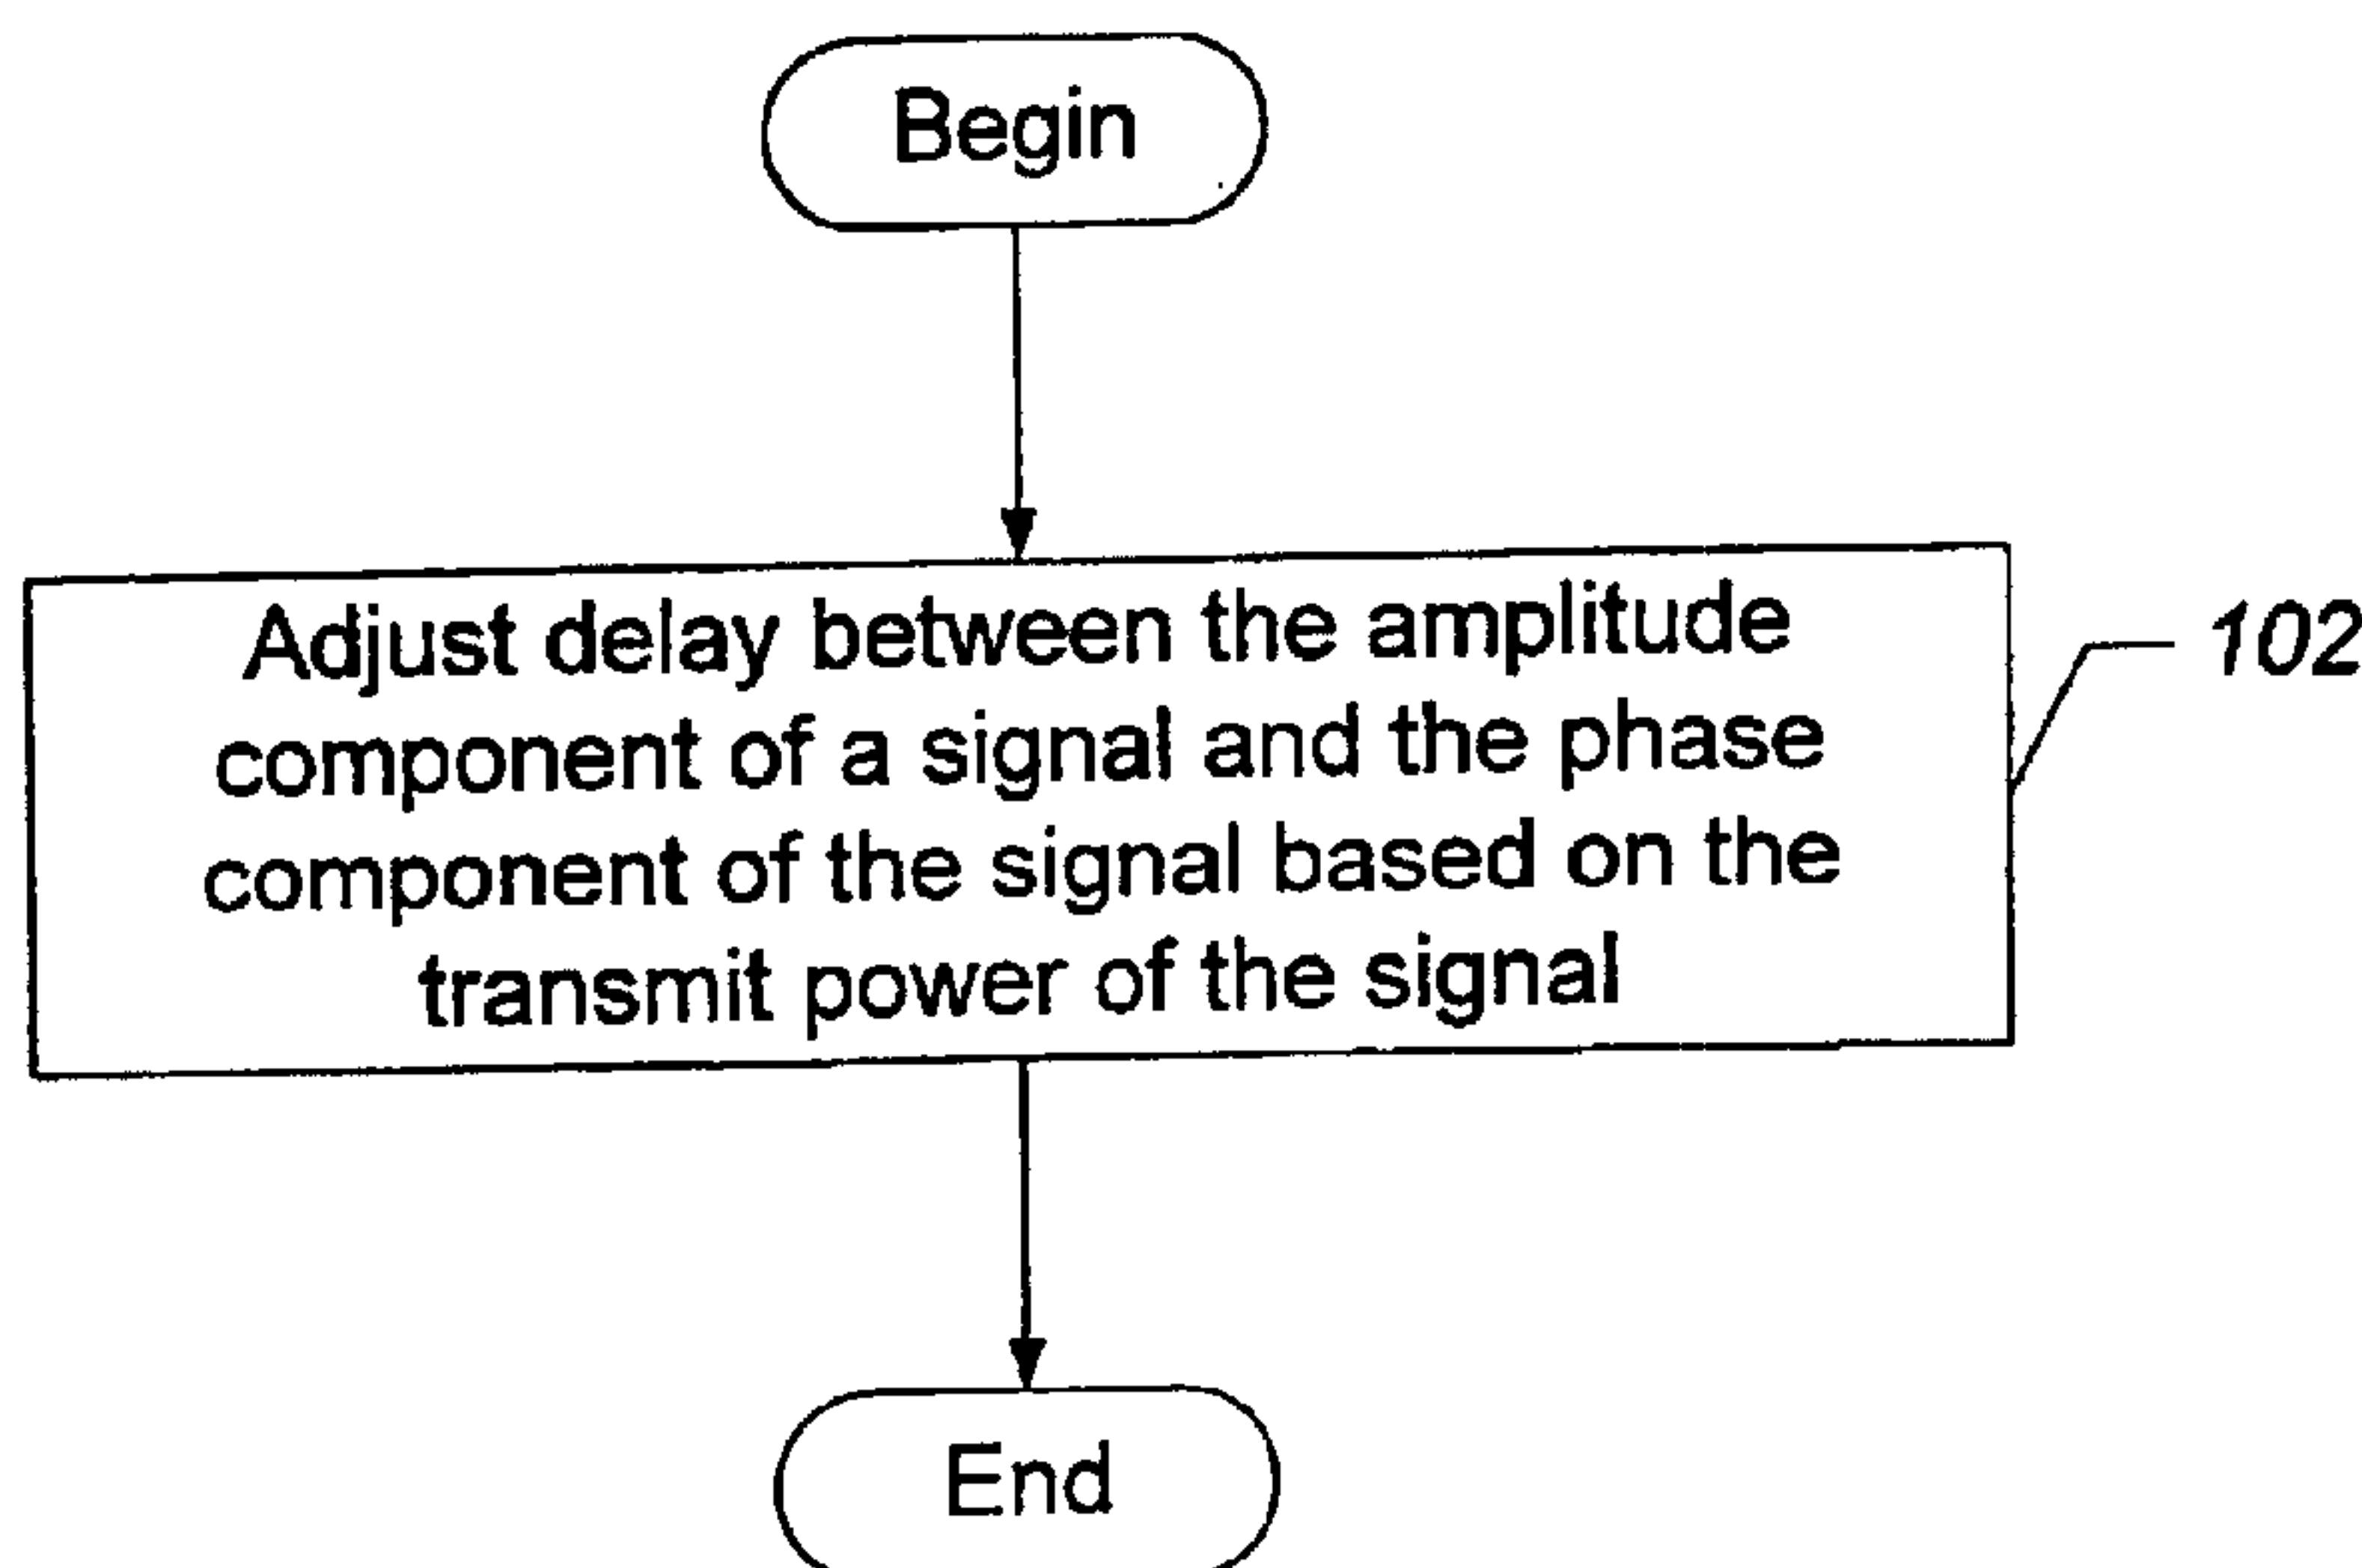 Begin
Adjust delay between the amplitude
component of a signal and the phase
component of the signal based on the
transmit power of the signal
102
End